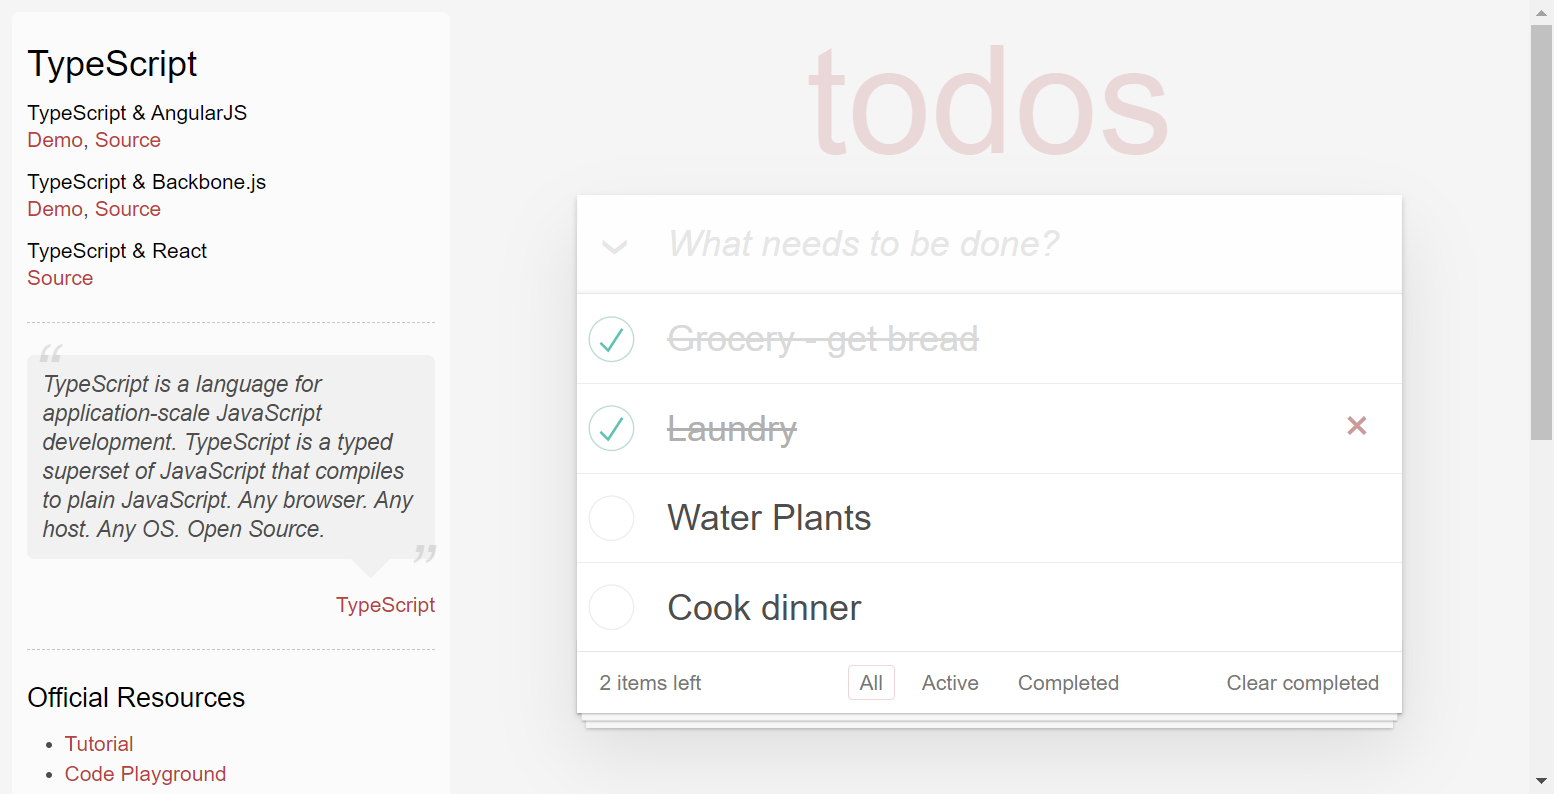 TypeScript
TypeScript & AngularJS
Demo, Source
TypeScript & Backbone.js
Demo, Source
TypeScript & React
Source
“
TypeScript is a language for
application-scale JavaScript
development. TypeScript is a typed
superset of JavaScript that compiles
to plain JavaScript. Any browser. Any
host. Any OS. Open Source.
”
TypeScript
Official Resources
• Tutorial
• Code Playground
todos
What needs to be done?
Grocery - get bread
Laundry
Water Plants
Cook dinner
2 items left
All
Active
Completed
Clear completed